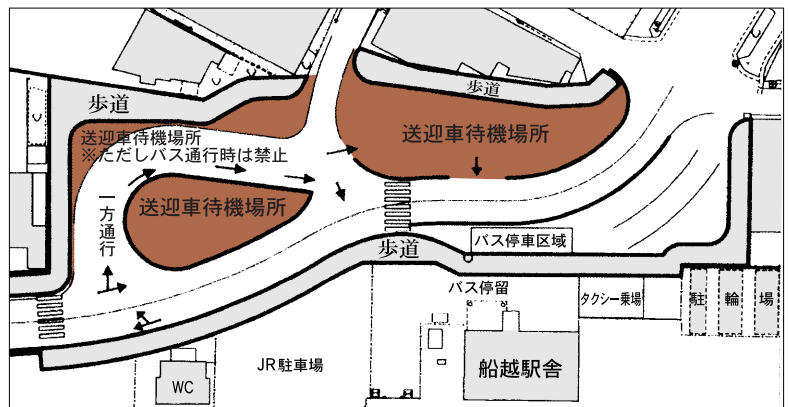 歩道
歩道
送迎車待機場所
送迎車待機場所
※ただしバス通行時は禁止
送迎車待機場所
一方通行
歩道
バス停車区域
バス停留
タクシー乗場
駐輪場
JR駐車場
船越駅舎
WC